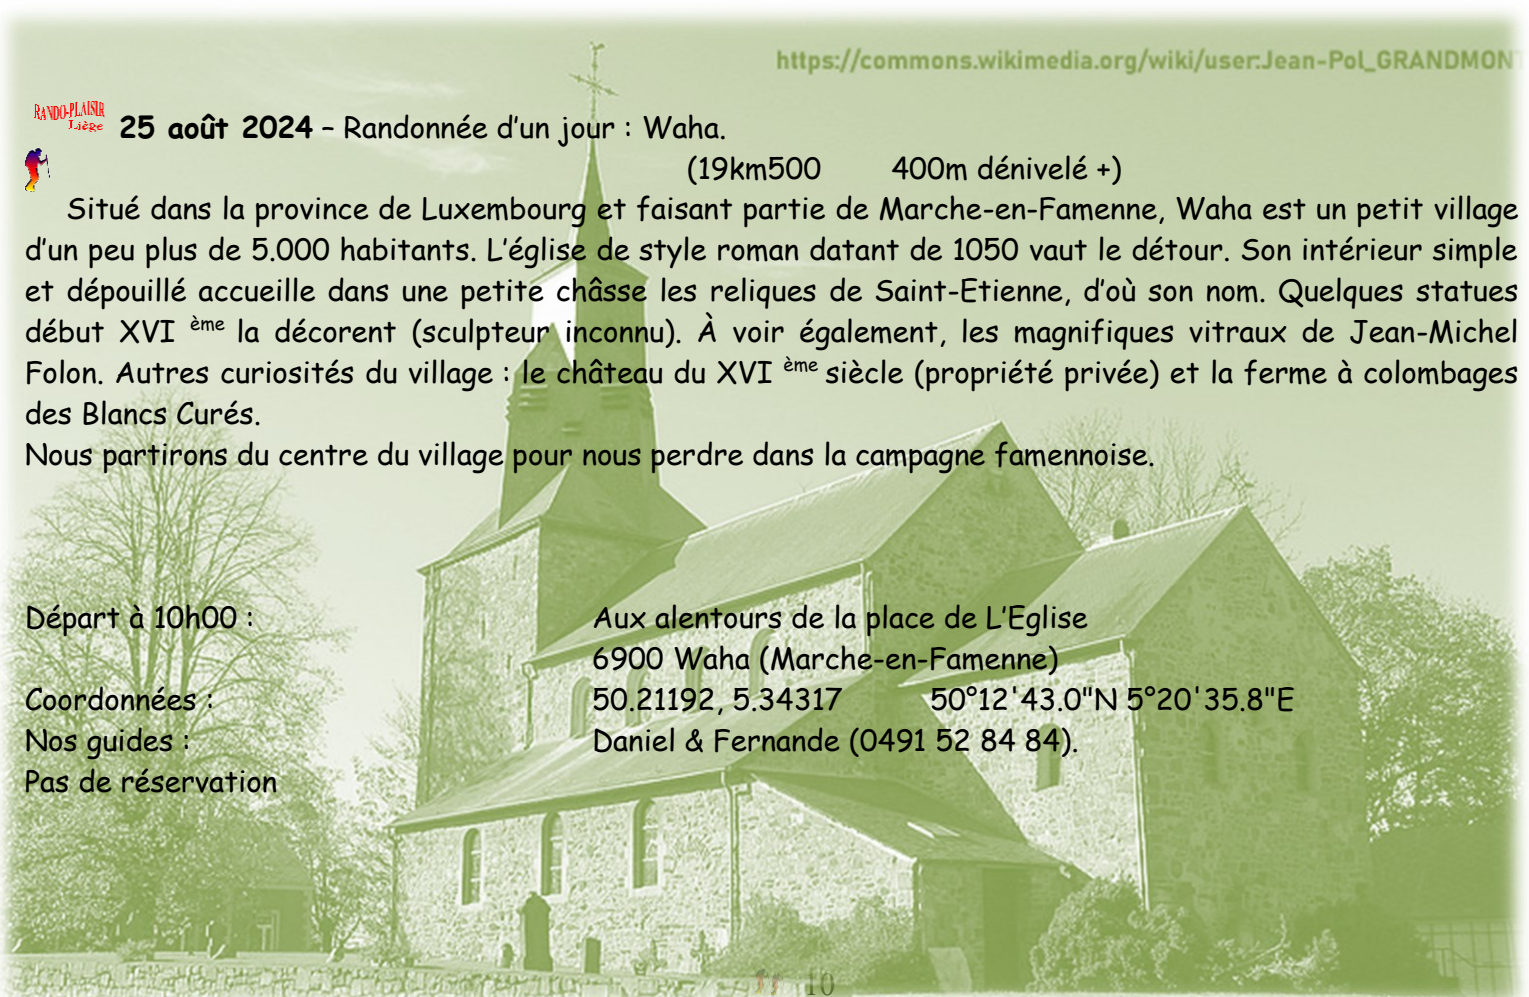 https://commons.wikimedia.org/wiki/user:Jean-Pol_GRANDMONT
RANDO-PLAISIR
Liège
25 août 2024 – Randonnée d’un jour : Waha.
(19km500 400m dénivelé +)
Situé dans la province de Luxembourg et faisant partie de Marche-en-Famenne, Waha est un petit village
d’un peu plus de 5.000 habitants. L’église de style roman datant de 1050 vaut le détour. Son intérieur simple
et dépouillé accueille dans une petite châsse les reliques de Saint-Etienne, d’où son nom. Quelques statues
début XVI ème la décorent (sculpteur inconnu). À voir également, les magnifiques vitraux de Jean-Michel
Folon. Autres curiosités du village : le château du XVI ème siècle (propriété privée) et la ferme à colombages
des Blancs Curés.
Nous partirons du centre du village pour nous perdre dans la campagne famennoise.
Départ à 10h00 : Aux alentours de la place de L’Eglise
6900 Waha (Marche-en-Famenne)
Coordonnées : 50.21192, 5.34317 50°12'43.0"N 5°20'35.8"E
Nos guides : Daniel & Fernande (0491 52 84 84).
Pas de réservation
10